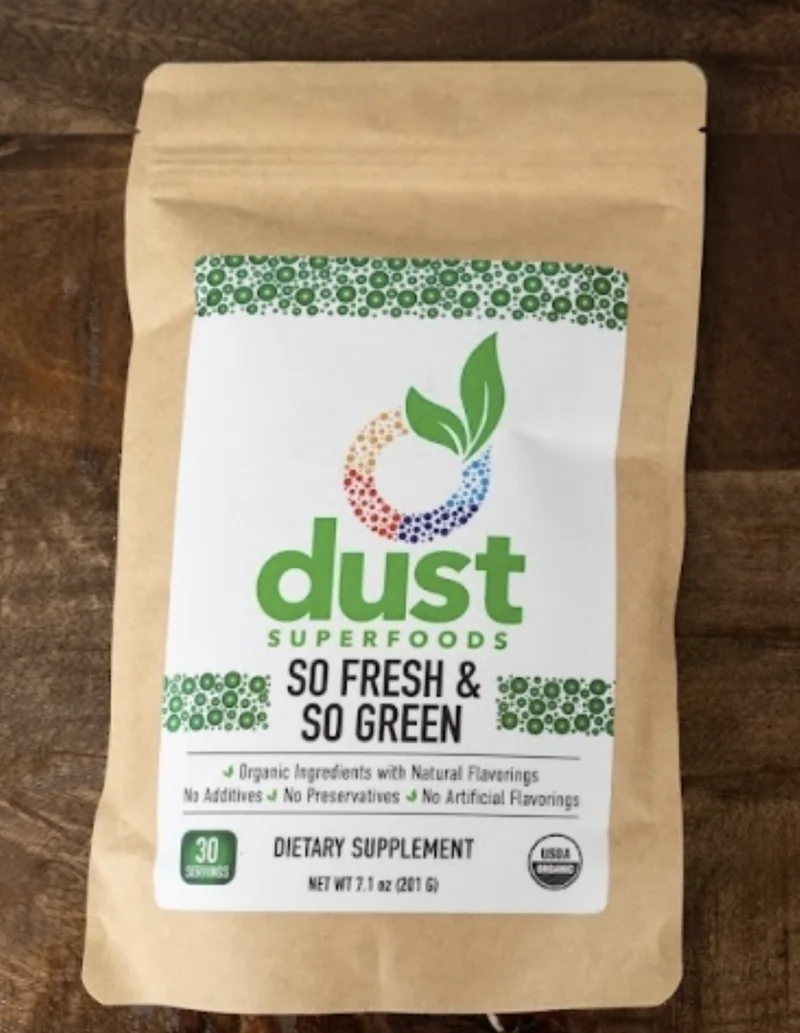 dust
SUPERFOODS
SO FRESH &
SO GREEN
Organic Ingredients with Natural Flavorings
No Additives No Preservatives No Artificial Flavorings
30
SERVINGS
DIETARY SUPPLEMENT
USDA
ORGANIC
NET WT 7.1 oz (201 G)